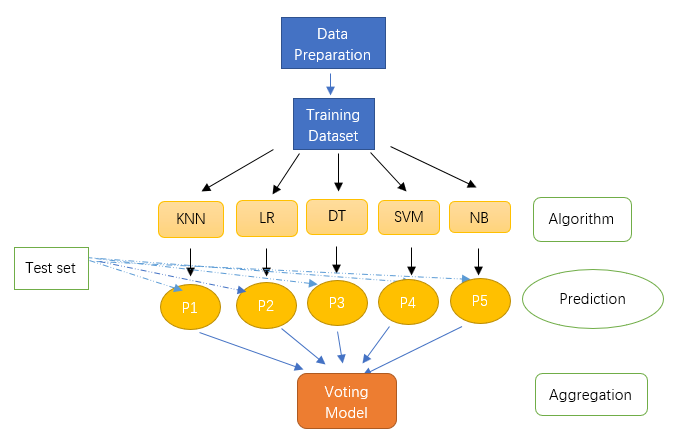 Data
Preparation
Training
Dataset
KNN
LR
DT
SVM
NB
Algorithm
Test set
P1
P2
P3
P4
P5
Prediction
Voting
Model
Aggregation